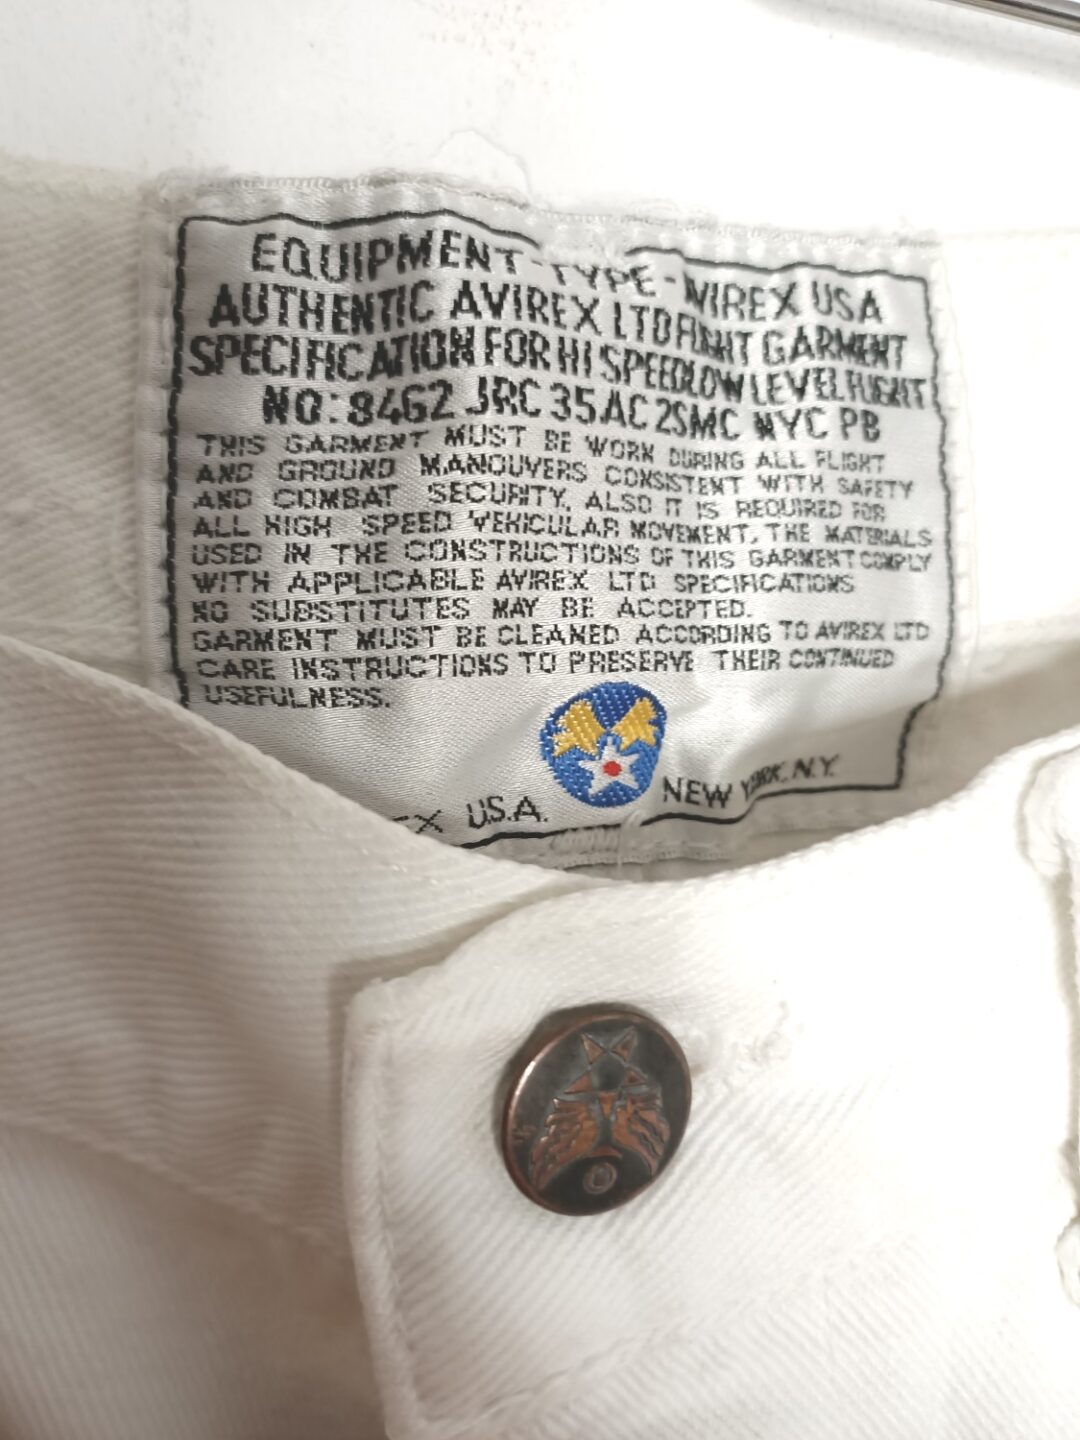 EQUIPMENT-TYPE-AVIREX USA
AUTHENTIC AVIREX LTD FLIGHT GARMENT
SPECIFICATION FOR HI SPEED LOW LEVEL FLIGHT
NO: 8462 JRC 35 AC 2SMC NYC PB
THIS GARMENT MUST BE WORN DURING ALL FLIGHT
AND GROUND MANOUVERS CONSISTENT WITH SAFETY
AND COMBAT SECURITY, ALSO IT IS REQUIRED FOR
ALL HIGH SPEED VEHICULAR MOVEMENT, THE MATERIALS
USED IN THE CONSTRUCTIONS OF THIS GARMENT COMPLY
WITH APPLICABLE AVIREX LTD SPECIFICATIONS
NO SUBSTITUTES MAY BE ACCEPTED.
GARMENT MUST BE CLEANED ACCORDING TO AVIREX LTD
CARE INSTRUCTIONS TO PRESERVE THEIR CONTINUED
USEFULNESS.
EX U.S.A. NEW YORK, N.Y.